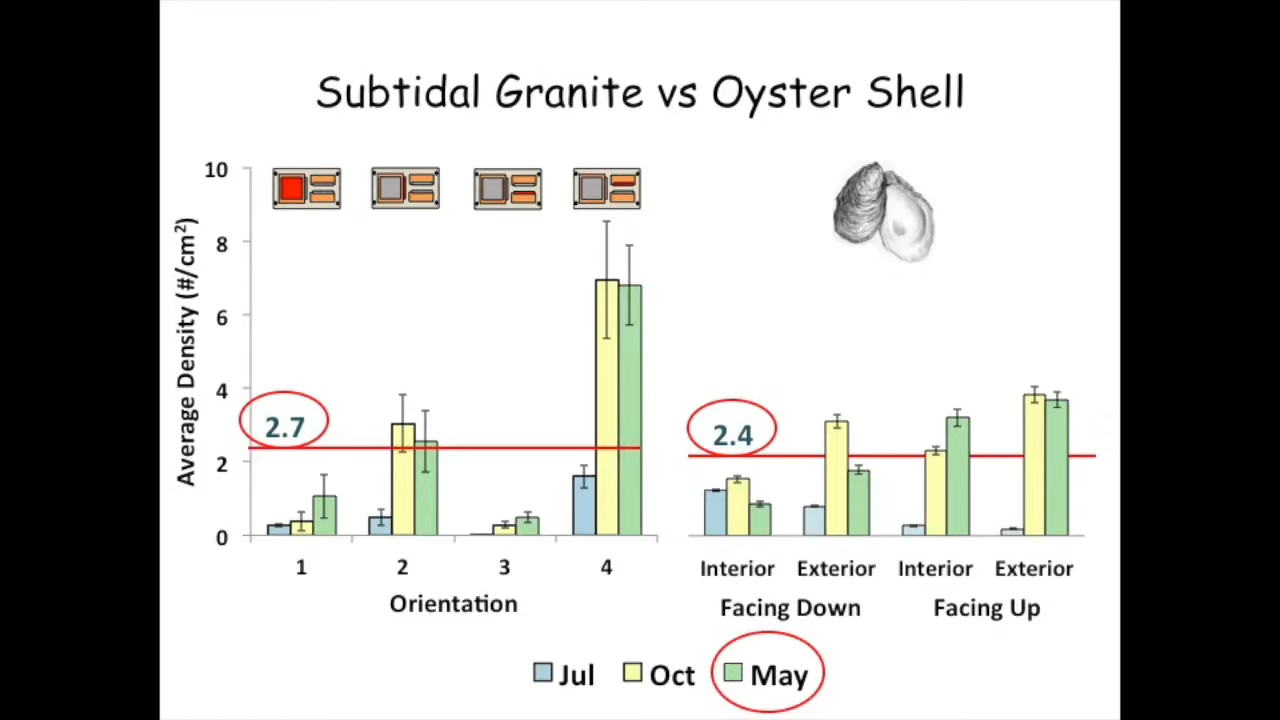 Subtidal Granite vs Oyster Shell
Average Density (#/cm²)
10
8
6
4
2
0
2.7
1 2 3 4
Orientation
2.4
Interior Exterior Interior Exterior
Facing Down Facing Up
Jul Oct May